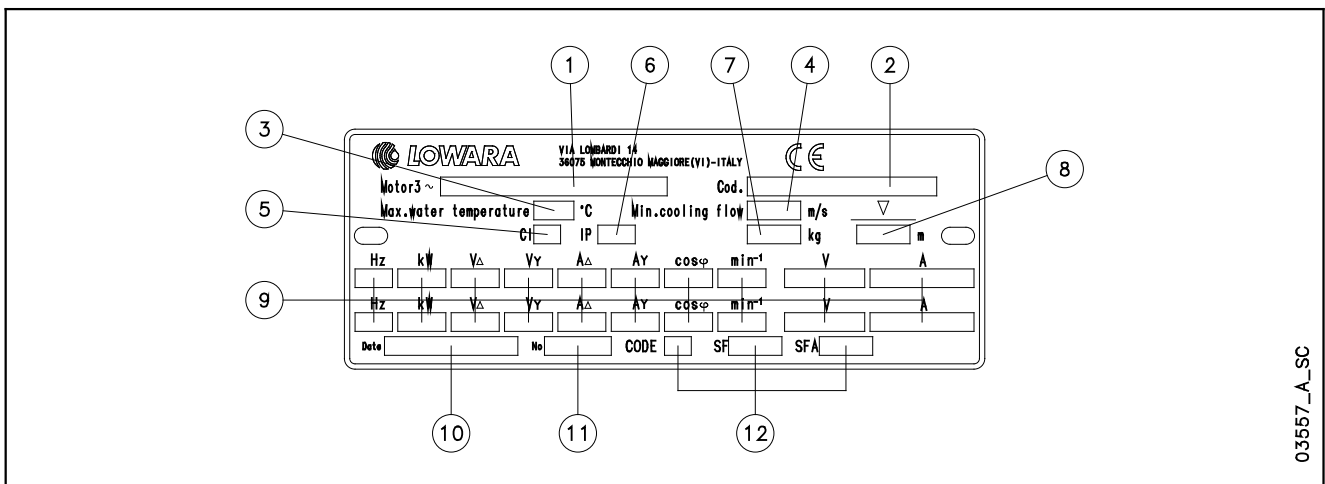 1 6 7 4 2
3
LOWARA VIA LOMBARDI 14
36075 MONTECCHIO MAGGIORE(VI)-ITALY
CE
Motor3 ~ Cod.
8
Max.water temperature °C Min.cooling flow m/s
5
Cl IP kg m
Hz kW V△ VY A△ AY cosφ min-1 V A
9
Hz kW V△ VY A△ AY cosφ min-1 V A
Date No CODE SF SFA
10 11 12
03557_A_SC